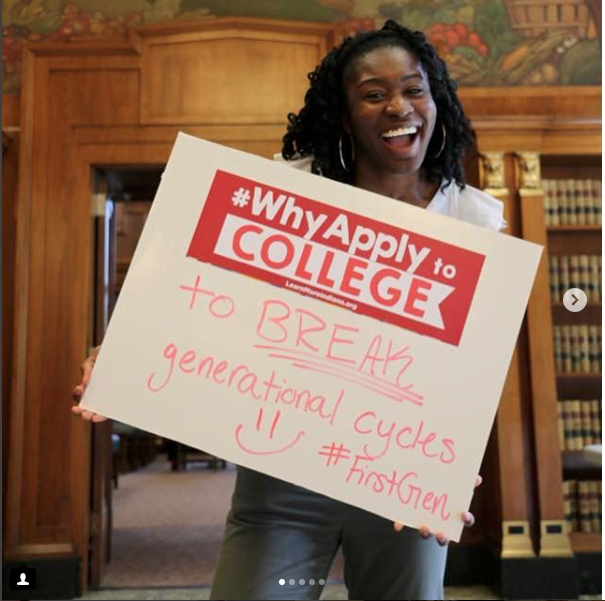 #WhyApply to
COLLEGE
LearnMoreIndiana.org
to BREAK
generational cycles
#FirstGen